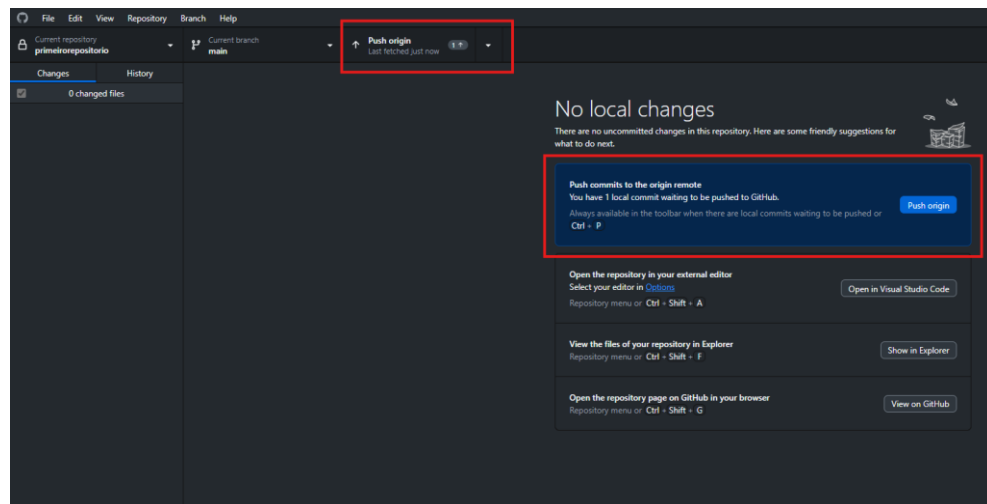 File Edit View Repository Branch Help
Current repository
primeirorepositorio
Current branch
main
Push origin
Last fetched just now
1↑
Changes History
0 changed files
No local changes
There are no uncommitted changes in this repository. Here are some friendly suggestions for
what to do next.
Push commits to the origin remote
You have 1 local commit waiting to be pushed to GitHub.
Always available in the toolbar when there are local commits waiting to be pushed or
Ctrl + P
Push origin
Open the repository in your external editor
Select your editor in Options
Repository menu or Ctrl + Shift + A
Open in Visual Studio Code
View the files of your repository in Explorer
Repository menu or Ctrl + Shift + F
Show in Explorer
Open the repository page on GitHub in your browser
Repository menu or Ctrl + Shift + G
View on GitHub